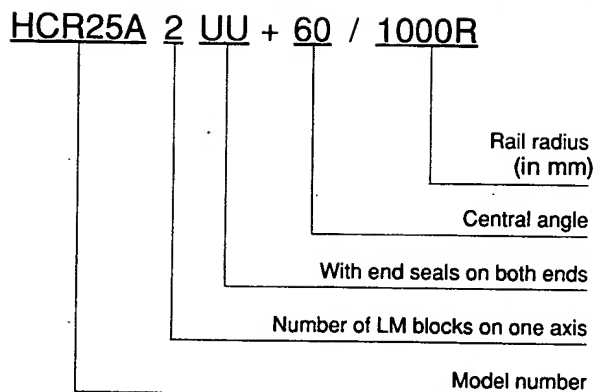 HCR25A 2 UU + 60 / 1000R
Rail radius
(in mm)
Central angle
With end seals on both ends
Number of LM blocks on one axis
Model number